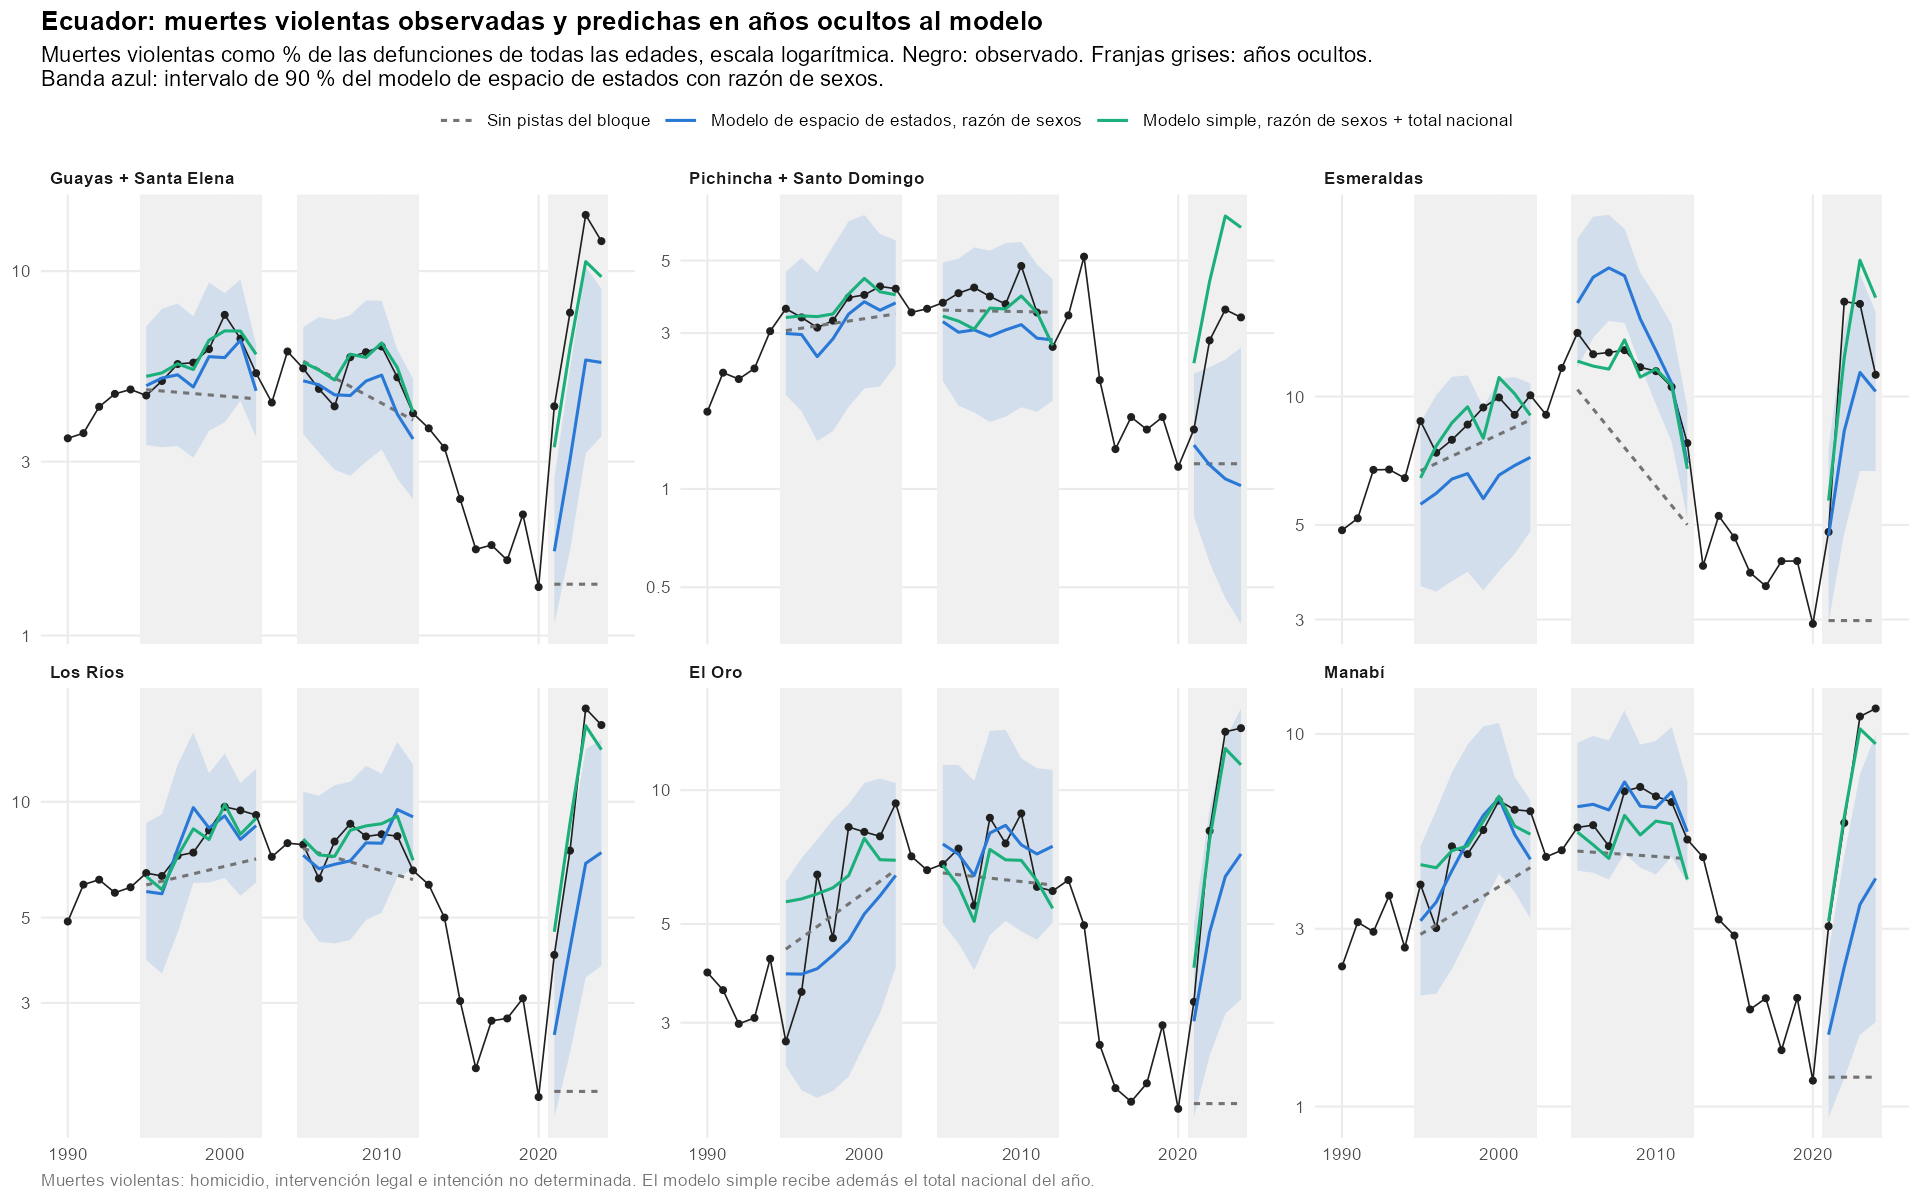 Ecuador: muertes violentas observadas y predichas en años ocultos al modelo
Muertes violentas como % de las defunciones de todas las edades, escala logarítmica. Negro: observado. Franjas grises: años ocultos.
Banda azul: intervalo de 90 % del modelo de espacio de estados con razón de sexos.
Sin pistas del bloque Modelo de espacio de estados, razón de sexos Modelo simple, razón de sexos + total nacional
Guayas + Santa Elena
10
3
1
Pichincha + Santo Domingo
5
3
1
0.5
Esmeraldas
10
5
3
Los Ríos
10
5
3
1990 2000 2010 2020
El Oro
10
5
3
1990 2000 2010 2020
Manabí
10
3
1
1990 2000 2010 2020
Muertes violentas: homicidio, intervención legal e intención no determinada. El modelo simple recibe además el total nacional del año.